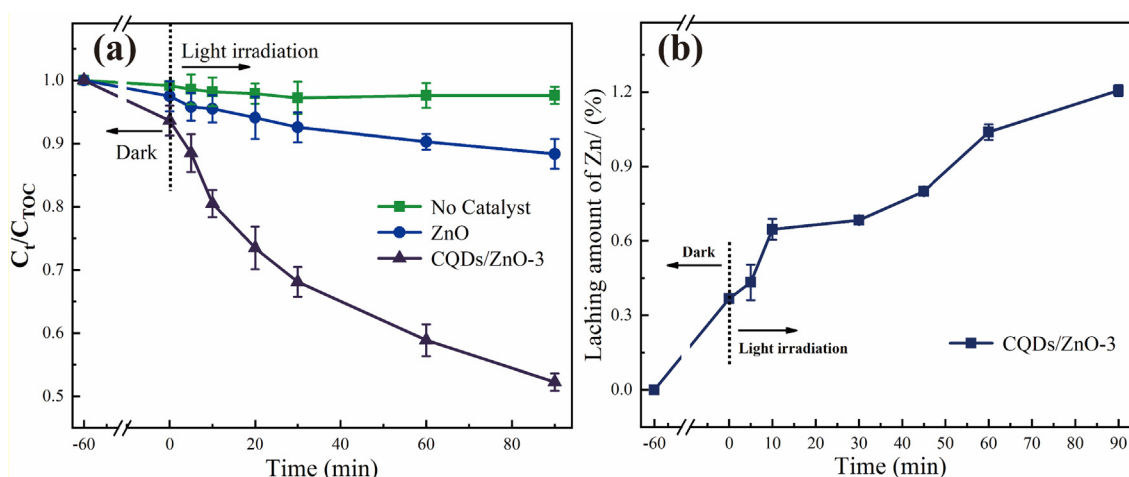 (a)
Light irradiation
Dark
No Catalyst
ZnO
CQDs/ZnO-3
Ct/CTOC
1.0
0.9
0.8
0.7
0.6
0.5
-60
0
20
40
60
80
Time (min)
(b)
Dark
Light irradiation
CQDs/ZnO-3
Laching amount of Zn/ (%)
1.2
0.9
0.6
0.3
0.0
-60
0
10
20
30
40
50
60
70
80
90
Time (min)